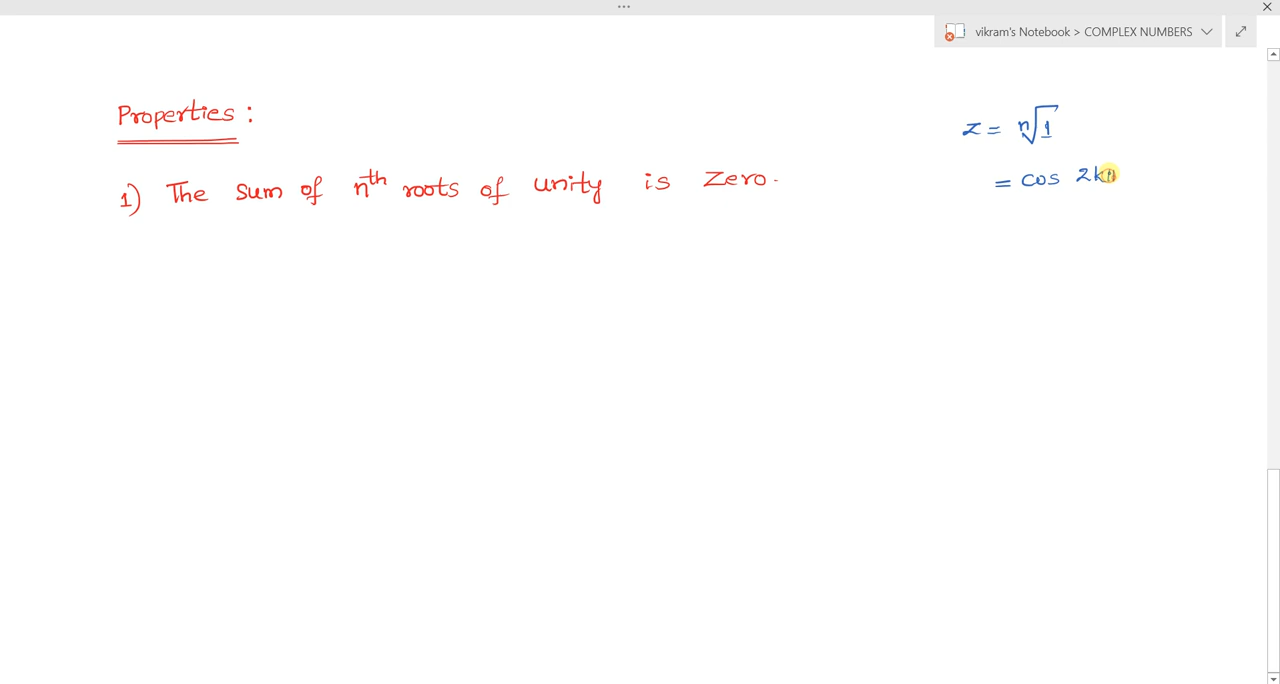 vikram's Notebook > COMPLEX NUMBERS
Properties :
z = ⁿ√1
1) The sum of nth roots of unity is zero.
= cos 2k